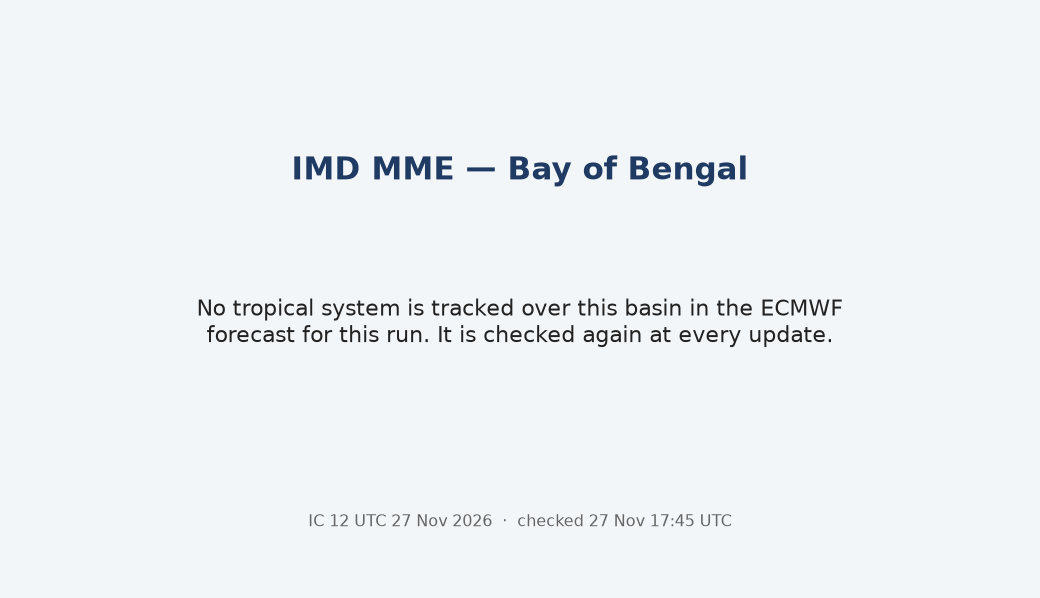 IMD MME — Bay of Bengal
No tropical system is tracked over this basin in the ECMWF
forecast for this run. It is checked again at every update.
IC 12 UTC 27 Nov 2026 · checked 27 Nov 17:45 UTC